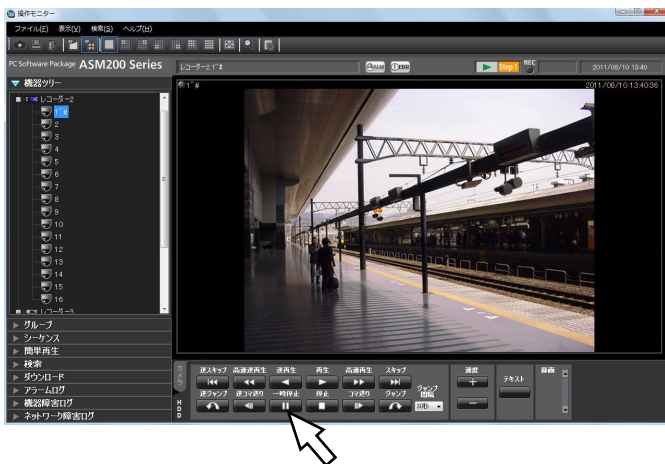 操作モニター
ファイル(E) 表示(V) 検索(S) ヘルプ(H)
PC Software Package ASM200 Series
レコーダー2 1~#
ALM ERR
Step1 REC
2011/08/10 13:40
機器ツリー
1~#
2011/08/10 13:40:36
レコーダー2
1~#
2
3
4
5
6
7
8
9
10
11
12
13
14
15
16
レコーダー3
グループ
シーケンス
簡単再生
検索
ダウンロード
アラームログ
機器障害ログ
ネットワーク障害ログ
カメラ
HDD
逆スキップ 高速逆再生 逆再生 再生 高速再生 スキップ
逆ジャンプ 逆コマ送り 一時停止 停止 コマ送り ジャンプ
ジャンプ
間隔
30秒
速度
テキスト
録画